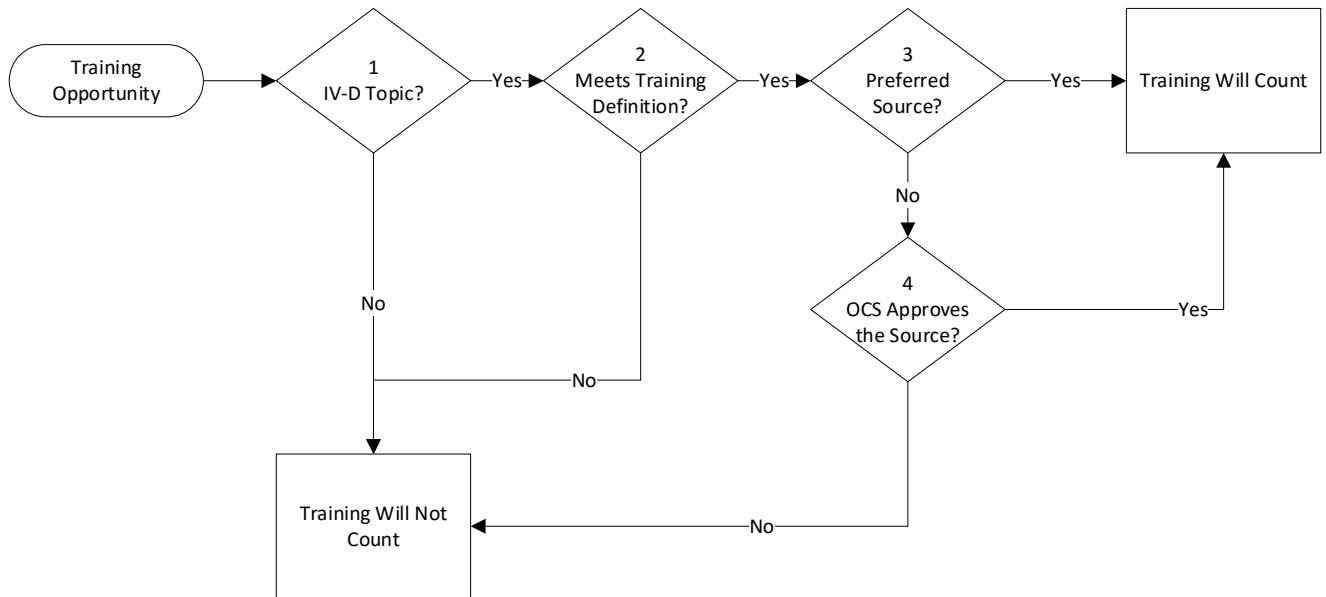 Training
Opportunity
1
IV-D Topic?
Yes
2
Meets Training
Definition?
Yes
3
Preferred
Source?
Yes
Training Will Count
No
No
No
4
OCS Approves
the Source?
Yes
Training Will Not
Count
No